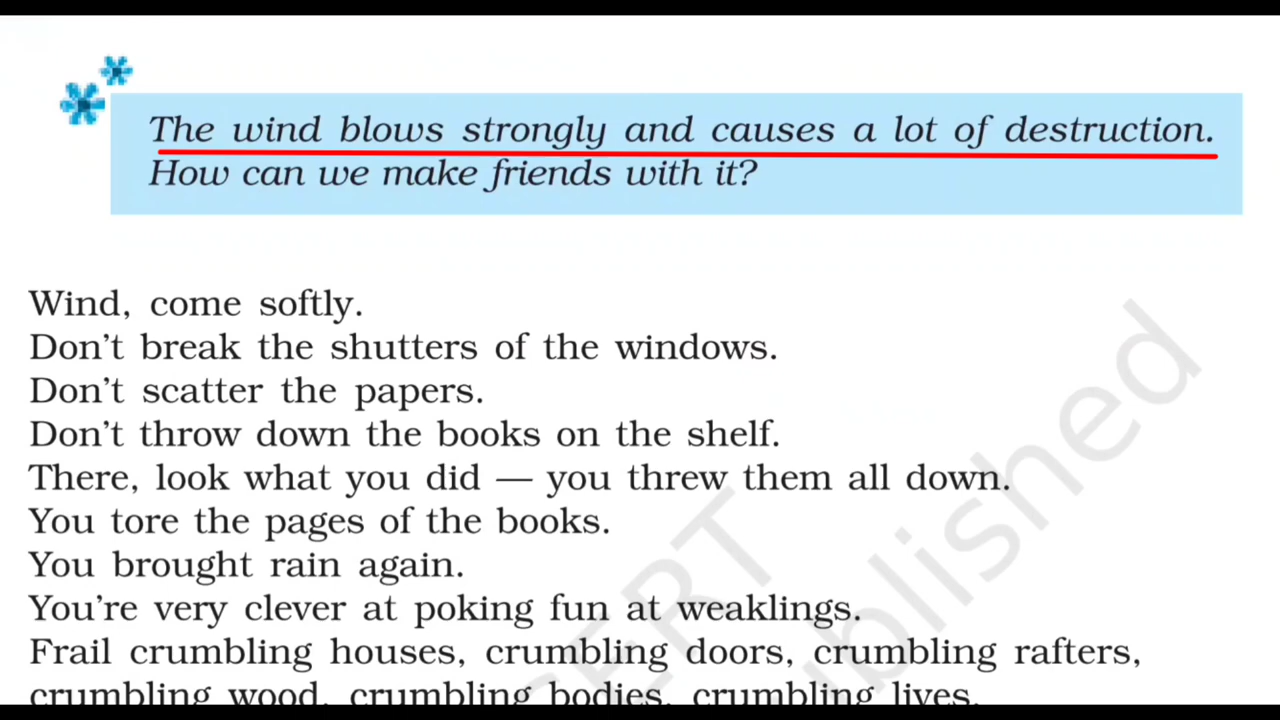 The wind blows strongly and causes a lot of destruction.
How can we make friends with it?
Wind, come softly.
Don't break the shutters of the windows.
Don't scatter the papers.
Don't throw down the books on the shelf.
There, look what you did — you threw them all down.
You tore the pages of the books.
You brought rain again.
You're very clever at poking fun at weaklings.
Frail crumbling houses, crumbling doors, crumbling rafters,
crumbling wood, crumbling bodies, crumbling lives,